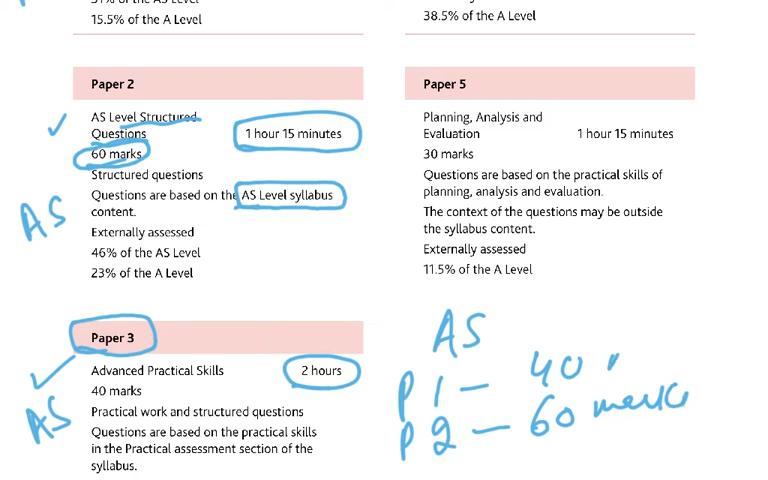 15.5% of the A Level
Paper 2
AS Level Structured
Questions
1 hour 15 minutes
60 marks
Structured questions
Questions are based on the AS Level syllabus
content.
Externally assessed
46% of the AS Level
23% of the A Level
AS
Paper 3
Advanced Practical Skills
2 hours
40 marks
Practical work and structured questions
Questions are based on the practical skills
in the Practical assessment section of the
syllabus.
AS
38.5% of the A Level
Paper 5
Planning, Analysis and
Evaluation
1 hour 15 minutes
30 marks
Questions are based on the practical skills of
planning, analysis and evaluation.
The context of the questions may be outside
the syllabus content.
Externally assessed
11.5% of the A Level
AS
P 1 — 40 "
P 2 — 60 marks